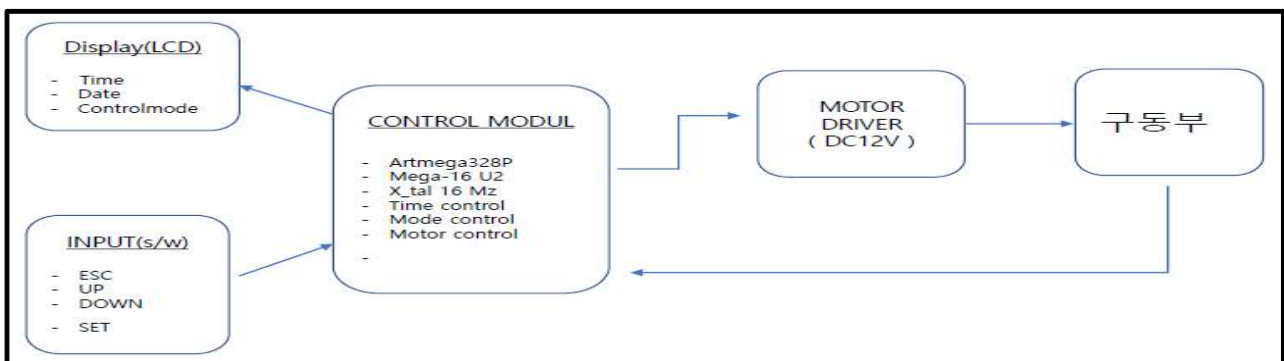 Display(LCD)
- Time
- Date
- Controlmode
INPUT(s/w)
- ESC
- UP
- DOWN
- SET
CONTROL MODUL
- Artmega328P
- Mega-16 U2
- X_tal 16 Mz
- Time control
- Mode control
- Motor control
-
MOTOR
DRIVER
( DC12V )
구동부